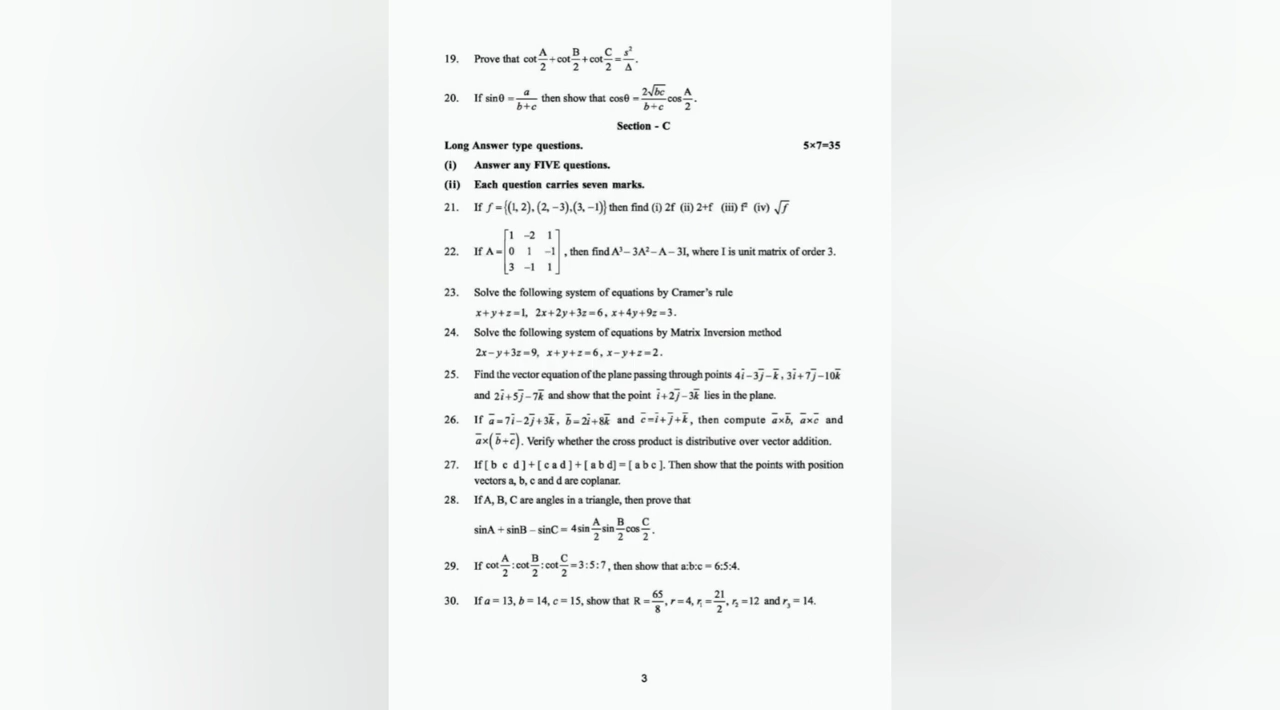 19. Prove that cot A/2 + cot B/2 + cot C/2 = s²/Δ.
20. If sinθ = a/(b+c) then show that cosθ = 2√bc/(b+c) cos A/2.
Section - C
Long Answer type questions. 5×7=35
(i) Answer any FIVE questions.
(ii) Each question carries seven marks.
21. If f = {(1, 2), (2, −3), (3, −1)} then find (i) 2f (ii) 2+f (iii) f² (iv) √f
22. If A = [1 −2 1; 0 1 −1; 3 −1 1], then find A³ − 3A² − A − 3I, where I is unit matrix of order 3.
23. Solve the following system of equations by Cramer's rule
x+y+z=1, 2x+2y+3z=6, x+4y+9z=3.
24. Solve the following system of equations by Matrix Inversion method
2x−y+3z=9, x+y+z=6, x−y+z=2.
25. Find the vector equation of the plane passing through points 4i̅−3j̅−k̅, 3i̅+7j̅−10k̅
and 2i̅+5j̅−7k̅ and show that the point i̅+2j̅−3k̅ lies in the plane.
26. If a̅=7i̅−2j̅+3k̅, b̅=2i̅+8k̅ and c̅=i̅+j̅+k̅, then compute a̅×b̅, a̅×c̅ and
a̅×(b̅+c̅). Verify whether the cross product is distributive over vector addition.
27. If [ b c d ] + [ c a d ] + [ a b d] = [ a b c ]. Then show that the points with position
vectors a, b, c and d are coplanar.
28. If A, B, C are angles in a triangle, then prove that
sinA + sinB − sinC = 4 sin A/2 sin B/2 cos C/2.
29. If cot A/2 : cot B/2 : cot C/2 = 3:5:7, then show that a:b:c = 6:5:4.
30. If a = 13, b = 14, c = 15, show that R = 65/8, r = 4, r₁ = 21/2, r₂ = 12 and r₃ = 14.
3